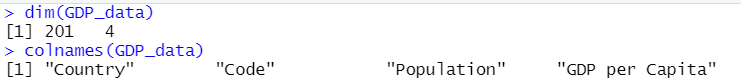 > dim(GDP_data)
[1] 201   4
> colnames(GDP_data)
[1] "Country"        "Code"           "Population"     "GDP per Capita"